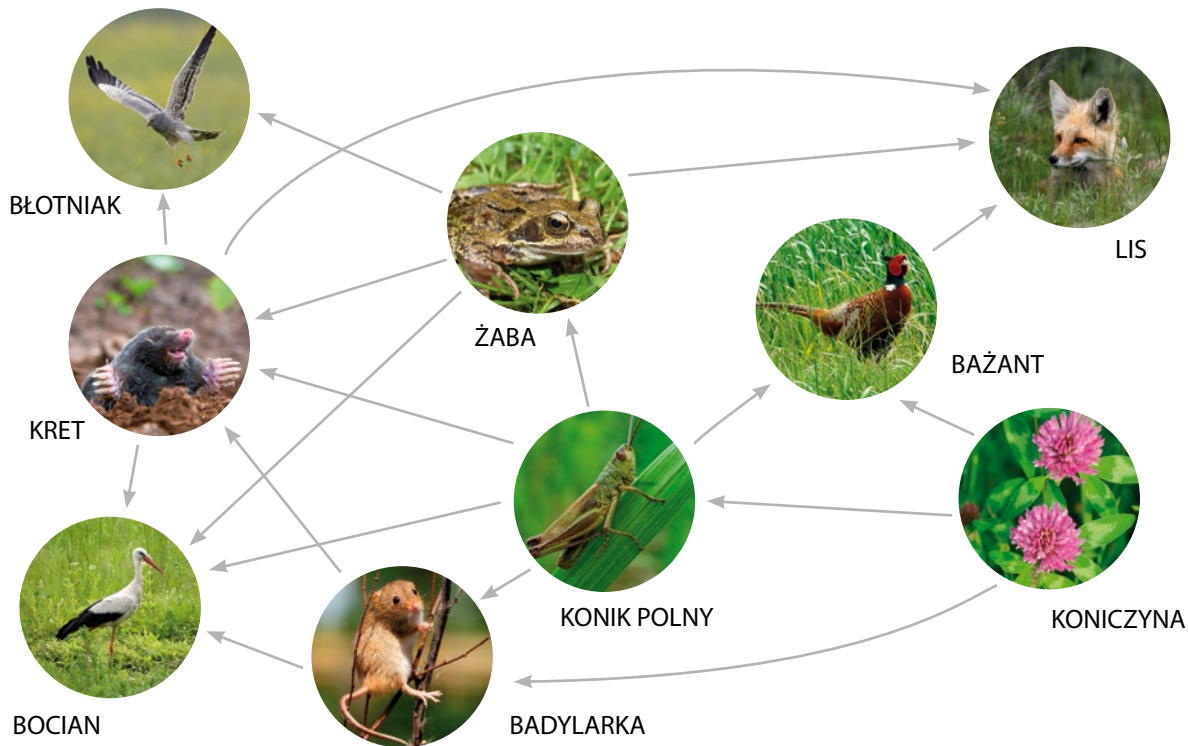 BŁOTNIAK
LIS
ŻABA
BAŻANT
KRET
KONIK POLNY
KONICZYNA
BOCIAN
BADYLARKA